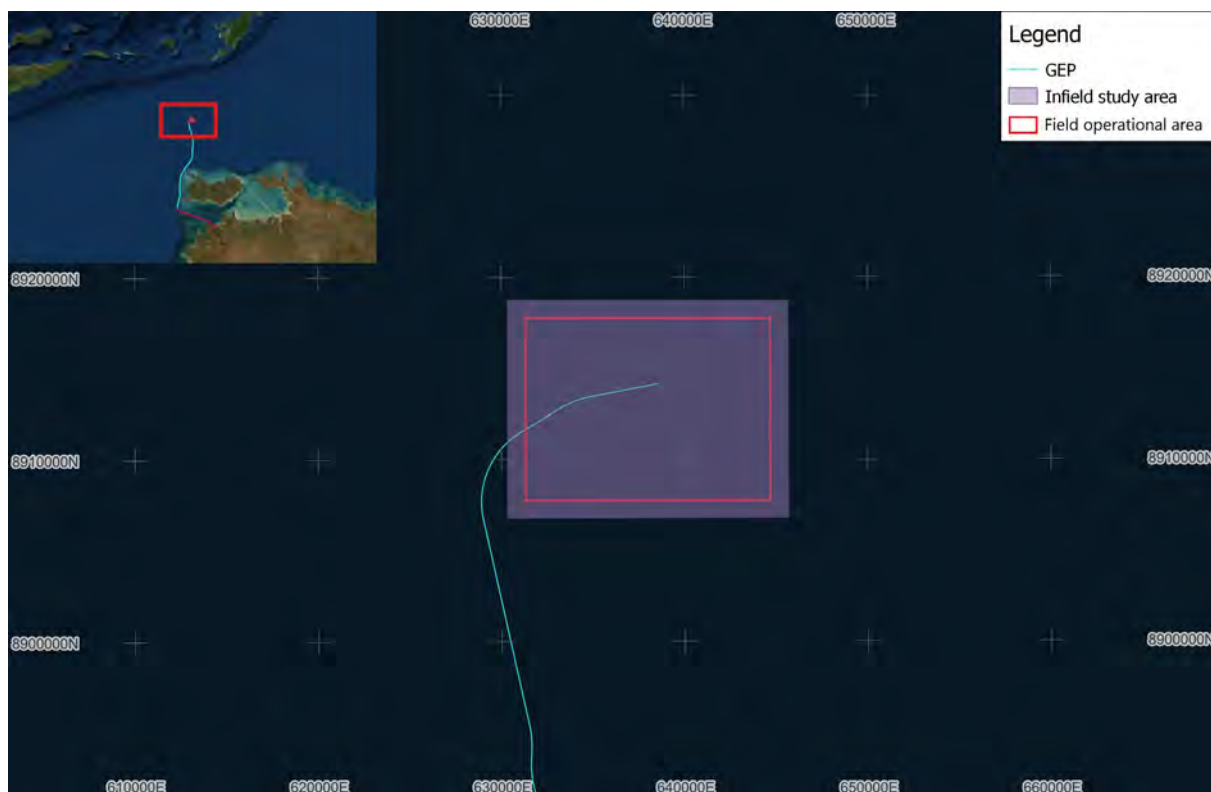 630000E 640000E 650000E
Legend
GEP
Infield study area
Field operational area
8920000N 8920000N
8910000N 8910000N
8900000N 8900000N
610000E 620000E 630000E 640000E 650000E 660000E